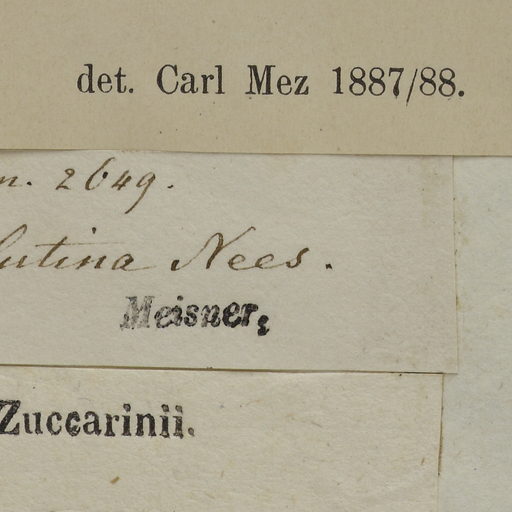 det. Carl Mez 1887/88.
n. 2649.
lutina Nees.
Meisner,
Zuccarinii.